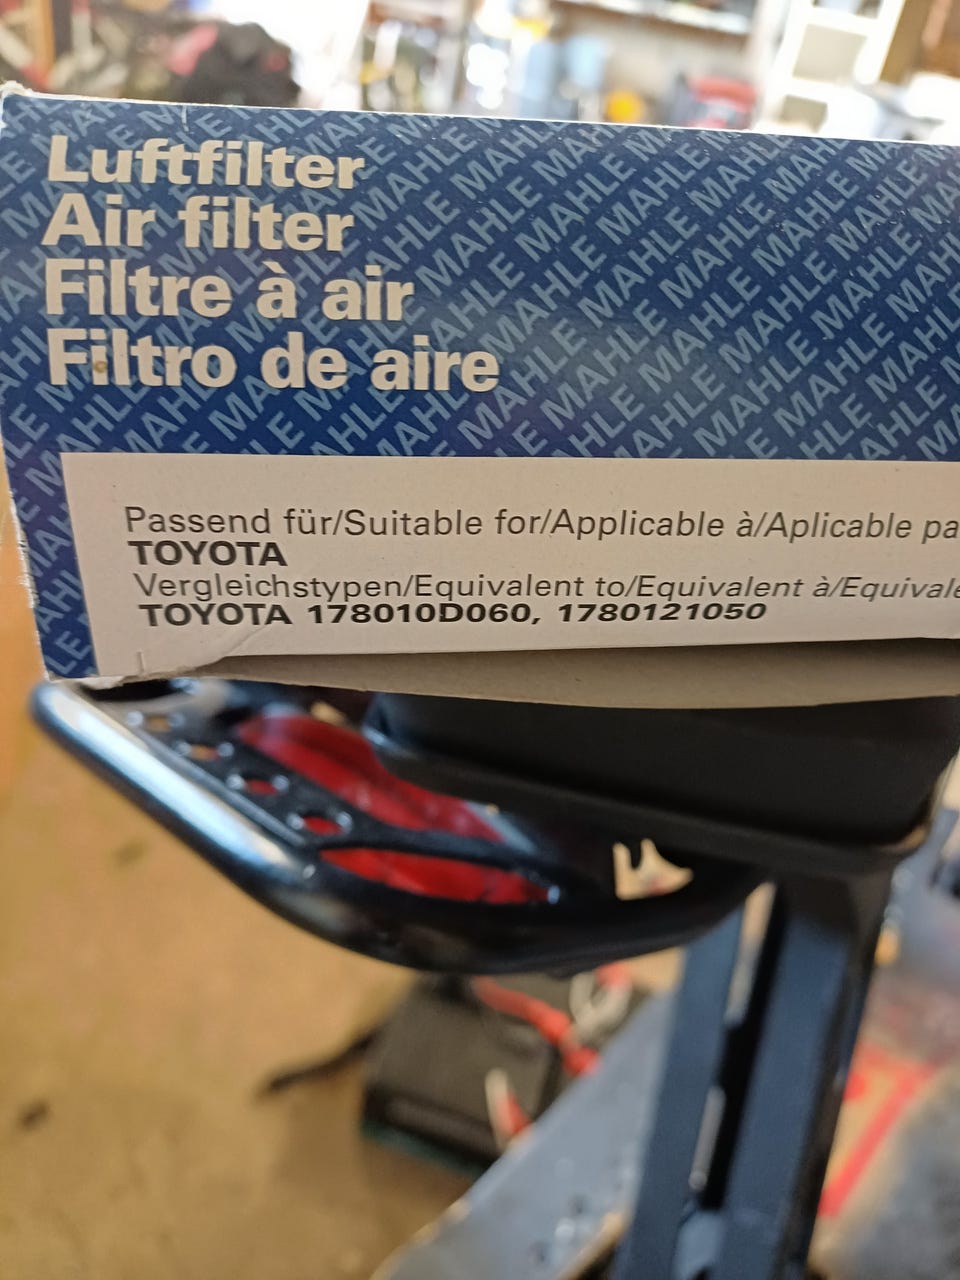 Luftfilter
Air filter
Filtre à air
Filtro de aire
Passend für/Suitable for/Applicable à/Aplicable pa
TOYOTA
Vergleichstypen/Equivalent to/Equivalent à/Equivale
TOYOTA 178010D060, 1780121050